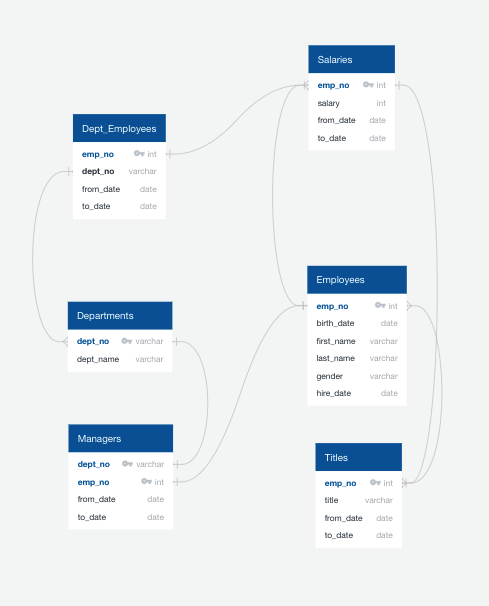 Salaries
emp_no int
salary int
from_date date
to_date date
Dept_Employees
emp_no int
dept_no varchar
from_date date
to_date date
Employees
emp_no int
birth_date date
first_name varchar
last_name varchar
gender varchar
hire_date date
Departments
dept_no varchar
dept_name varchar
Managers
dept_no varchar
emp_no int
from_date date
to_date date
Titles
emp_no int
title varchar
from_date date
to_date date